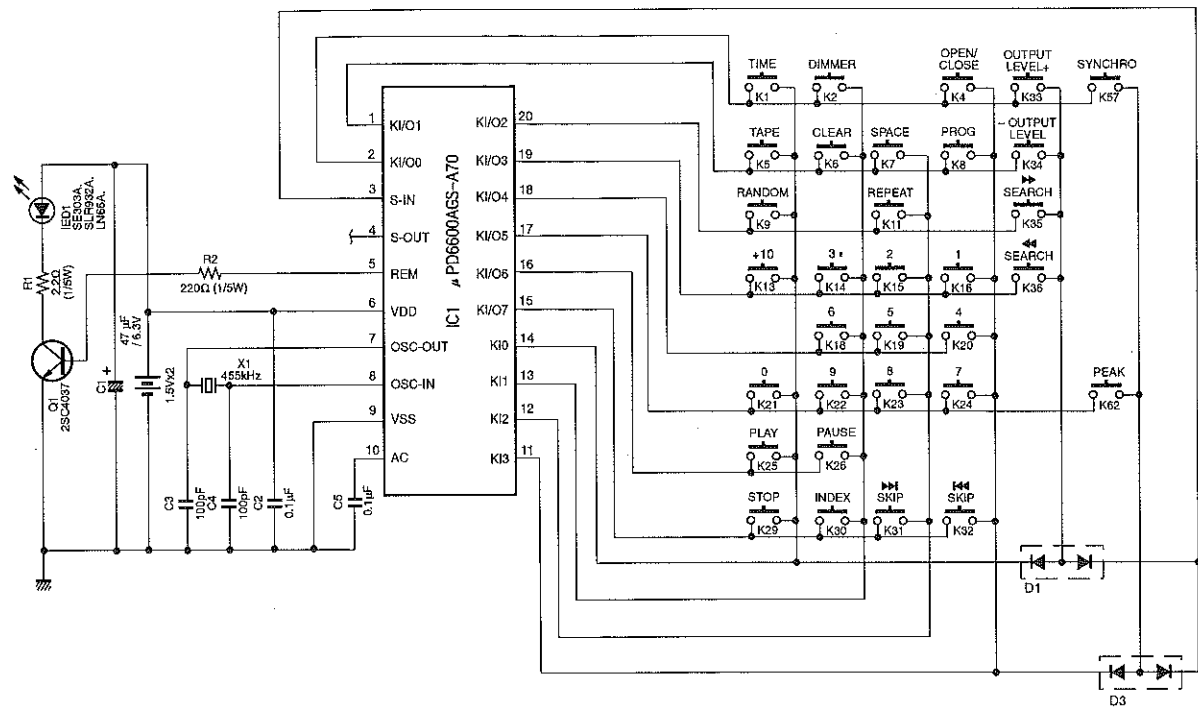 OPEN/
CLOSE
OUTPUT
LEVEL+
TIME
DIMMER
SYNCHRO
K1
K2
K4
K33
K57
TAPE
CLEAR
SPACE
PROG
– OUTPUT
LEVEL
K5
K6
K7
K8
K34
RANDOM
REPEAT
SEARCH
K9
K11
K35
+10
3
2
1
SEARCH
K13
K14
K15
K16
K36
6
5
4
K18
K19
K20
0
9
8
7
PEAK
K21
K22
K23
K24
K62
PLAY
PAUSE
K25
K26
STOP
INDEX
SKIP
SKIP
K29
K30
K31
K32
D1
D3
1 KI/O1
2 KI/O0
3 S-IN
4 S-OUT
5 REM
6 VDD
7 OSC-OUT
8 OSC-IN
9 VSS
10 AC
KI/O2 20
KI/O3 19
KI/O4 18
KI/O5 17
KI/O6 16
KI/O7 15
KI0 14
KI1 13
KI2 12
KI3 11
IC1
μPD6600AGS-A70
IED1
SE303A.
SLR932A.
LN66A.
R1
2.2Ω
(1/5W)
R2
220Ω (1/5W)
47 μF
/ 6.3V
C1
+
1.5Vx2
Q1
2SC4037
X1
455kHz
C3
100pF
C4
100pF
C2
0.1μF
C5
0.1μF